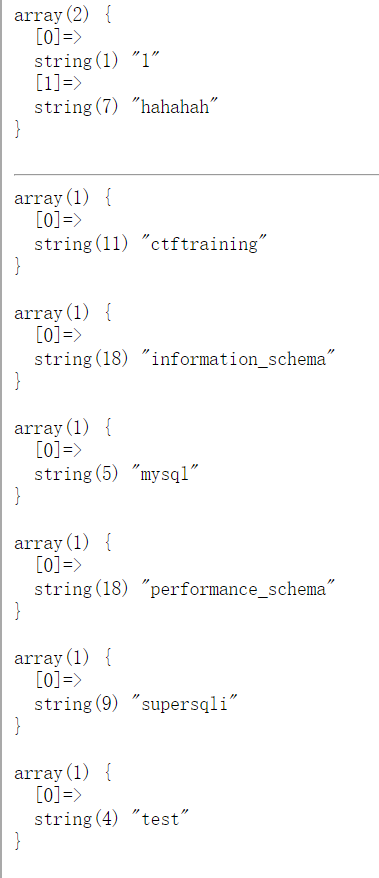 array(2) {
  [0]=>
  string(1) "1"
  [1]=>
  string(7) "hahahah"
}
array(1) {
  [0]=>
  string(11) "ctftraining"
}
array(1) {
  [0]=>
  string(18) "information_schema"
}
array(1) {
  [0]=>
  string(5) "mysql"
}
array(1) {
  [0]=>
  string(18) "performance_schema"
}
array(1) {
  [0]=>
  string(9) "supersqli"
}
array(1) {
  [0]=>
  string(4) "test"
}